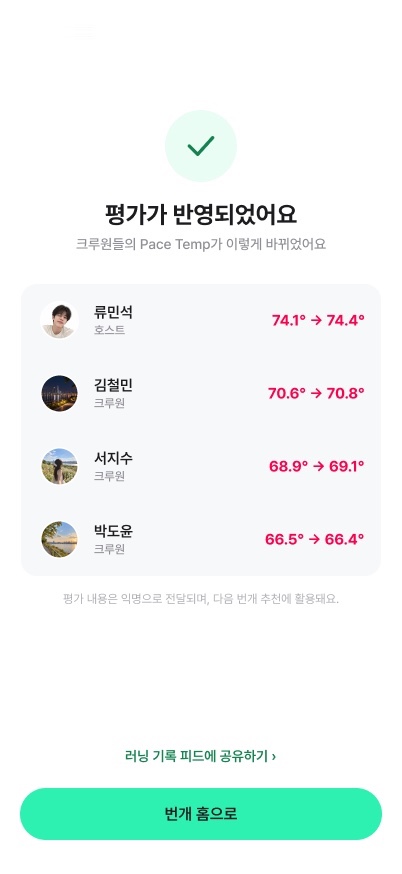 평가가 반영되었어요
크루원들의 Pace Temp가 이렇게 바뀌었어요
류민석
호스트
74.1° → 74.4°
김철민
크루원
70.6° → 70.8°
서지수
크루원
68.9° → 69.1°
박도윤
크루원
66.5° → 66.4°
평가 내용은 익명으로 전달되며, 다음 번개 추천에 활용돼요.
러닝 기록 피드에 공유하기 ›
번개 홈으로